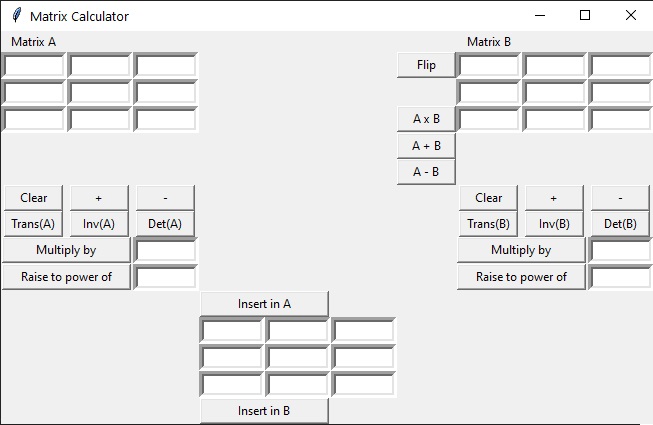 Matrix Calculator
Matrix A Matrix B
Flip
A x B
A + B
A - B
Clear + - Clear + -
Trans(A) Inv(A) Det(A) Trans(B) Inv(B) Det(B)
Multiply by Multiply by
Raise to power of Raise to power of
Insert in A
Insert in B